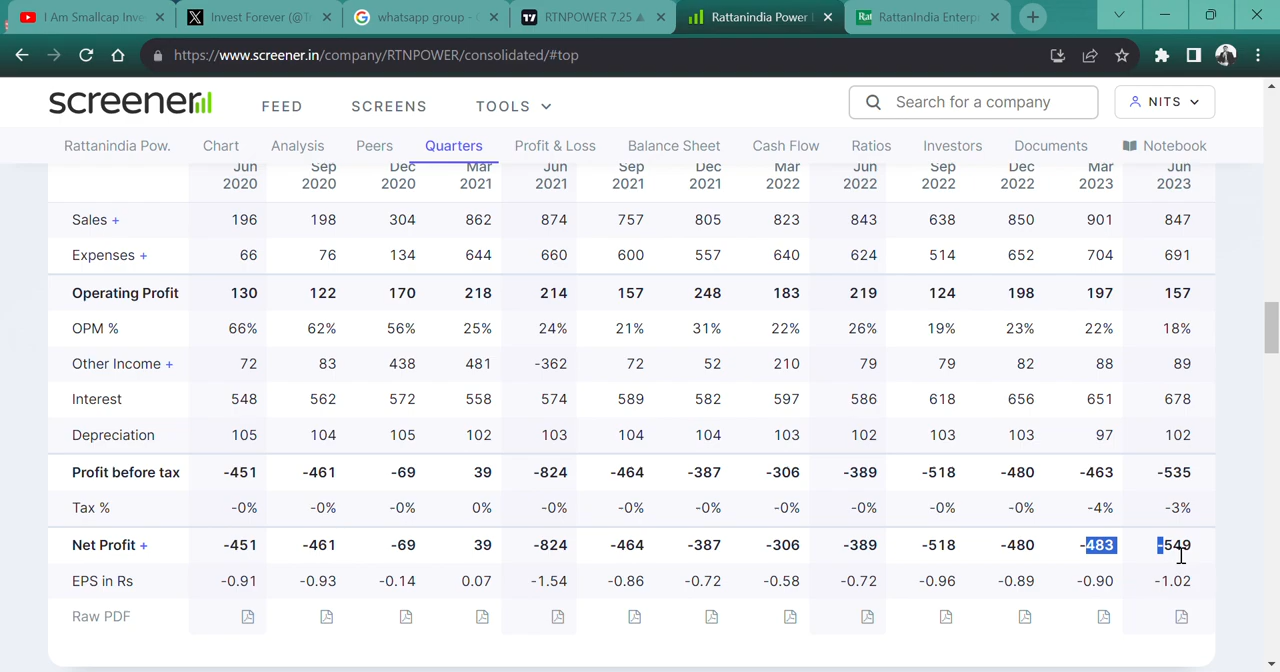 I Am Smallcap Inve
Invest Forever (@Tr
whatsapp group - G
RTNPOWER 7.25 ▲
Rattanindia Power
RattanIndia Enterp
https://www.screener.in/company/RTNPOWER/consolidated/#top
screener
FEED SCREENS TOOLS
Search for a company
NITS
Rattanindia Pow. Chart Analysis Peers Quarters Profit & Loss Balance Sheet Cash Flow Ratios Investors Documents Notebook
Jun Sep Dec Mar Jun Sep Dec Mar Jun Sep Dec Mar Jun
2020 2020 2020 2021 2021 2021 2021 2022 2022 2022 2022 2023 2023
Sales + 196 198 304 862 874 757 805 823 843 638 850 901 847
Expenses + 66 76 134 644 660 600 557 640 624 514 652 704 691
Operating Profit 130 122 170 218 214 157 248 183 219 124 198 197 157
OPM % 66% 62% 56% 25% 24% 21% 31% 22% 26% 19% 23% 22% 18%
Other Income + 72 83 438 481 -362 72 52 210 79 79 82 88 89
Interest 548 562 572 558 574 589 582 597 586 618 656 651 678
Depreciation 105 104 105 102 103 104 104 103 102 103 103 97 102
Profit before tax -451 -461 -69 39 -824 -464 -387 -306 -389 -518 -480 -463 -535
Tax % -0% -0% -0% 0% -0% -0% -0% -0% -0% -0% -0% -4% -3%
Net Profit + -451 -461 -69 39 -824 -464 -387 -306 -389 -518 -480 -483 -549
EPS in Rs -0.91 -0.93 -0.14 0.07 -1.54 -0.86 -0.72 -0.58 -0.72 -0.96 -0.89 -0.90 -1.02
Raw PDF